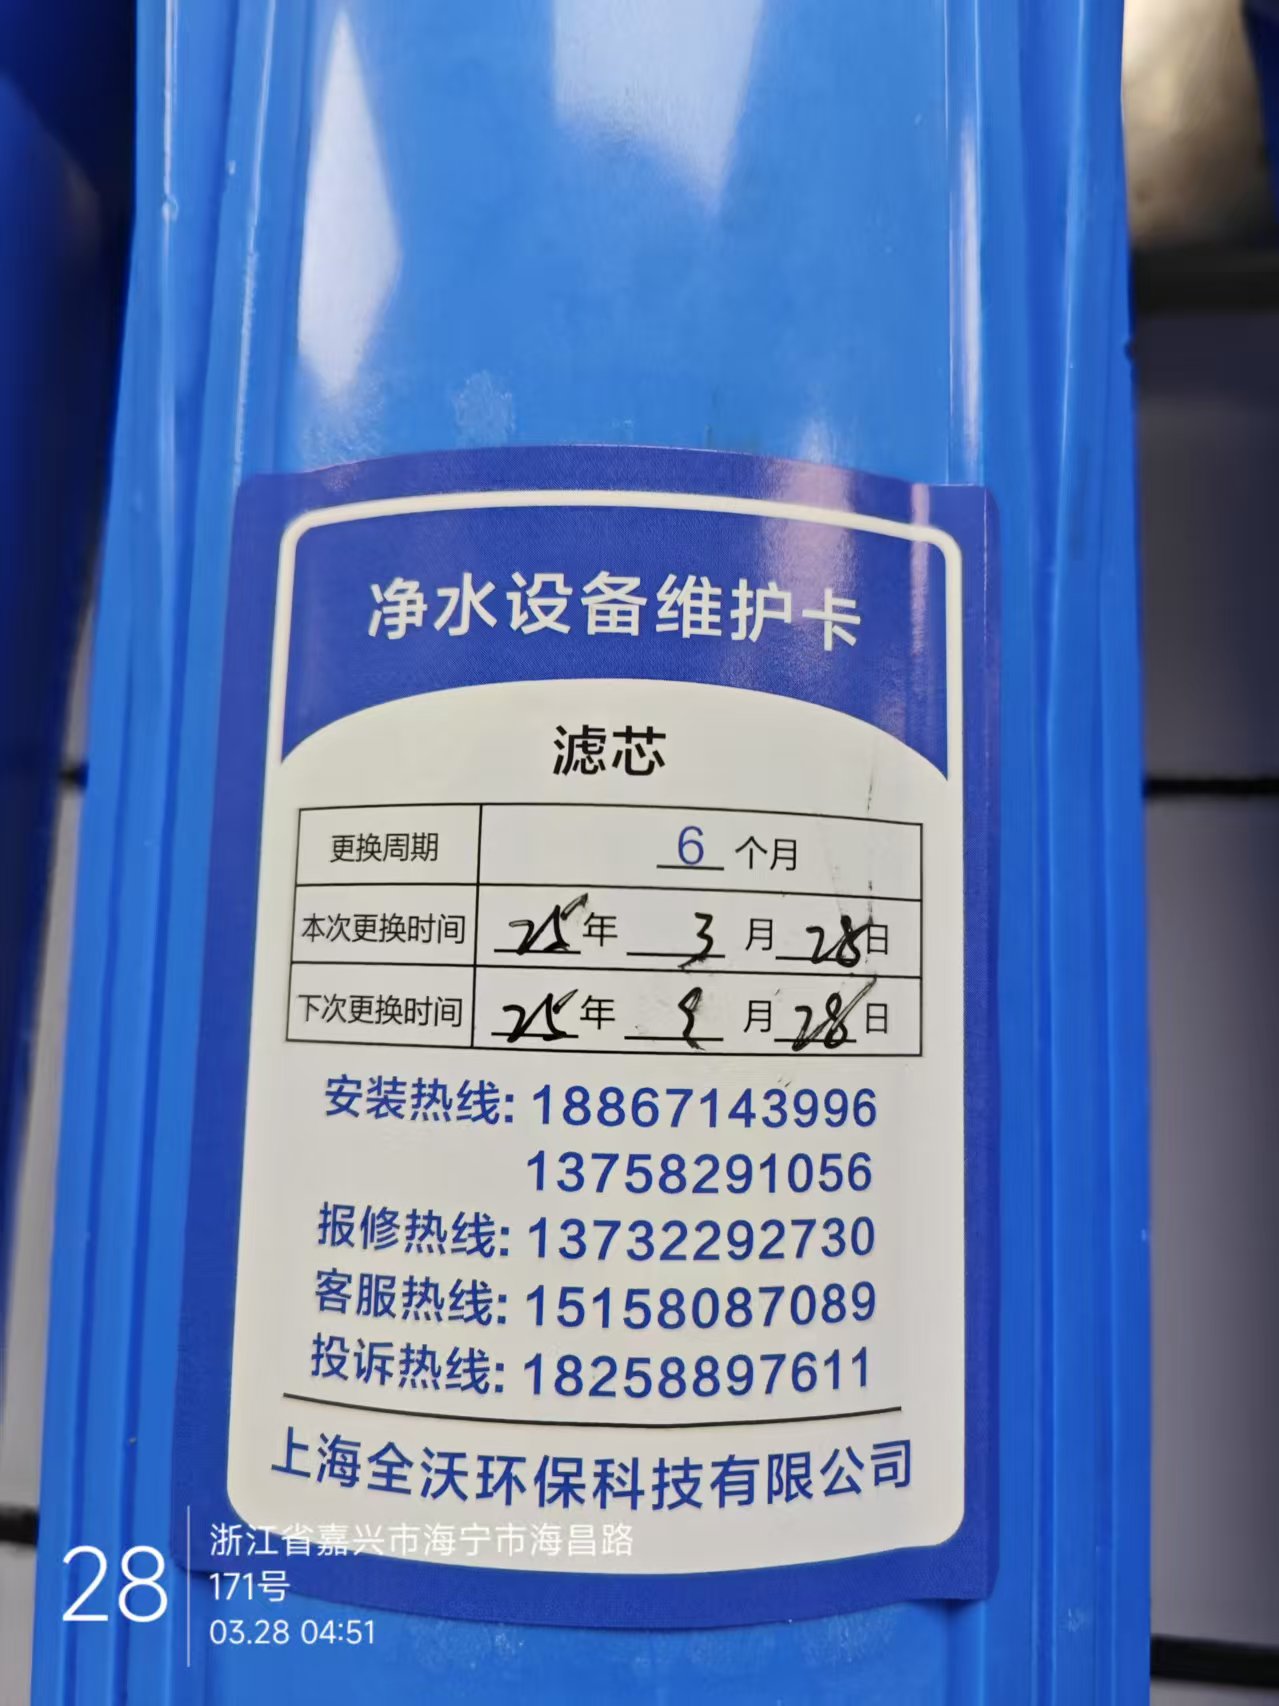 净水设备维护卡
滤芯
更换周期 6 个月
本次更换时间 25年 3 月 28日
下次更换时间 25年 9 月 28日
安装热线: 18867143996
13758291056
报修热线: 13732292730
客服热线: 15158087089
投诉热线: 18258897611
上海全沃环保科技有限公司
28
浙江省嘉兴市海宁市海昌路
171号
03.28 04:51